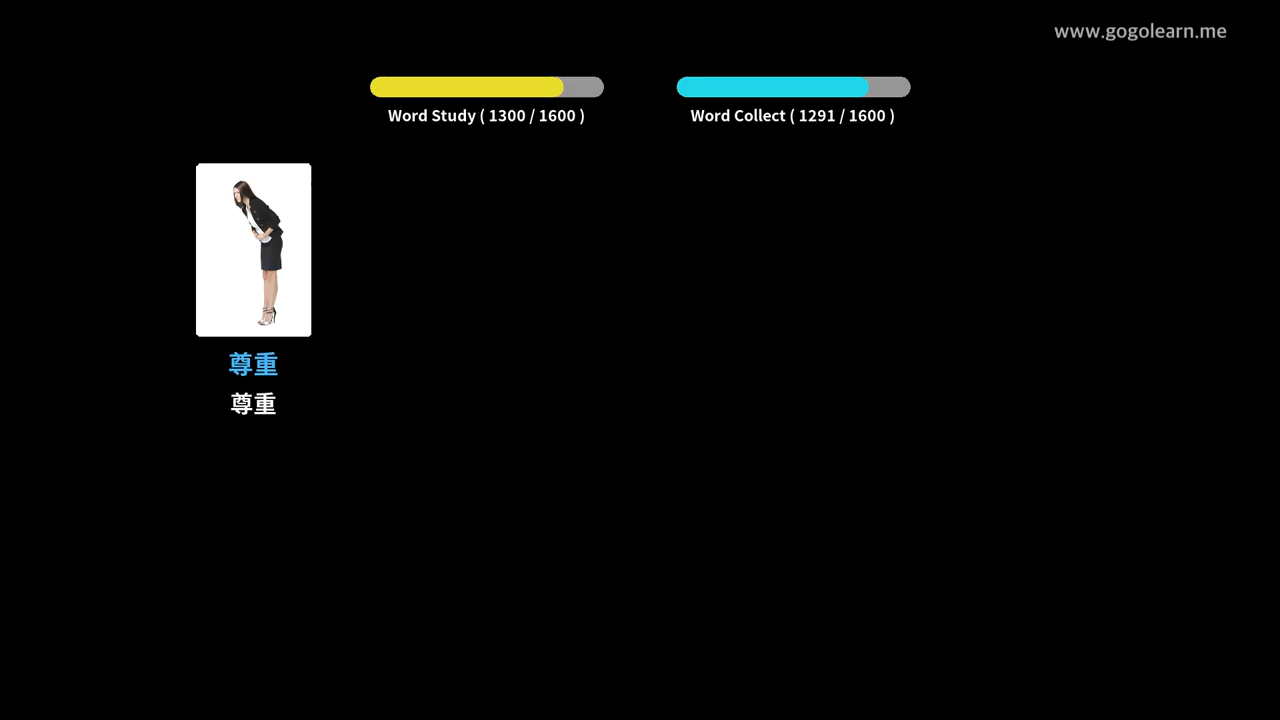 www.gogolearn.me
Word Study ( 1300 / 1600 )
Word Collect ( 1291 / 1600 )
尊重
尊重